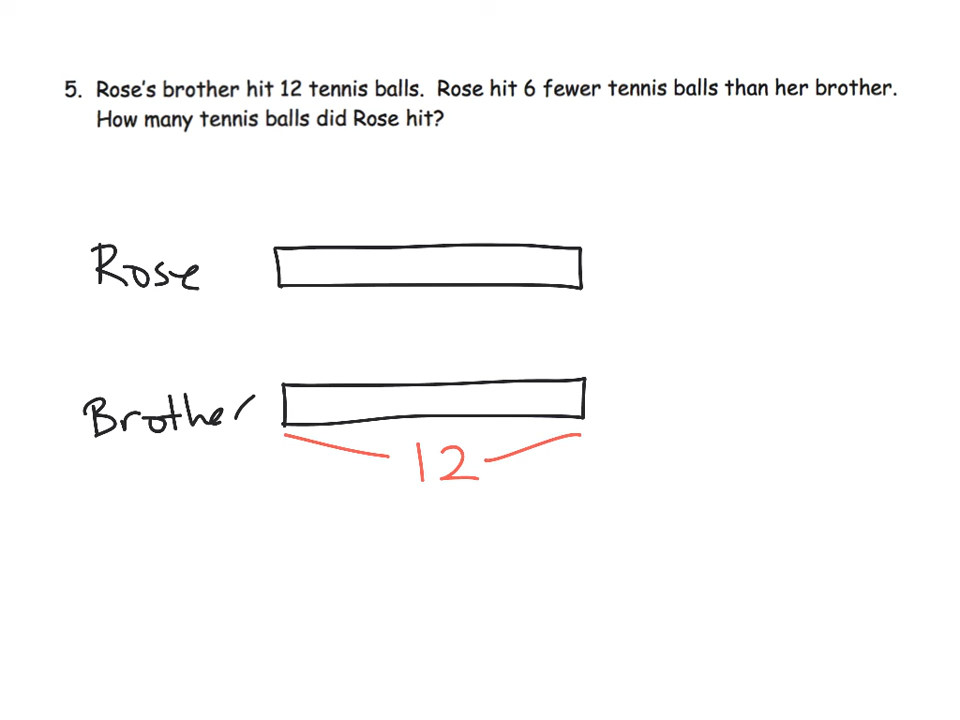 5. Rose's brother hit 12 tennis balls. Rose hit 6 fewer tennis balls than her brother.
How many tennis balls did Rose hit?
Rose
Brother
12